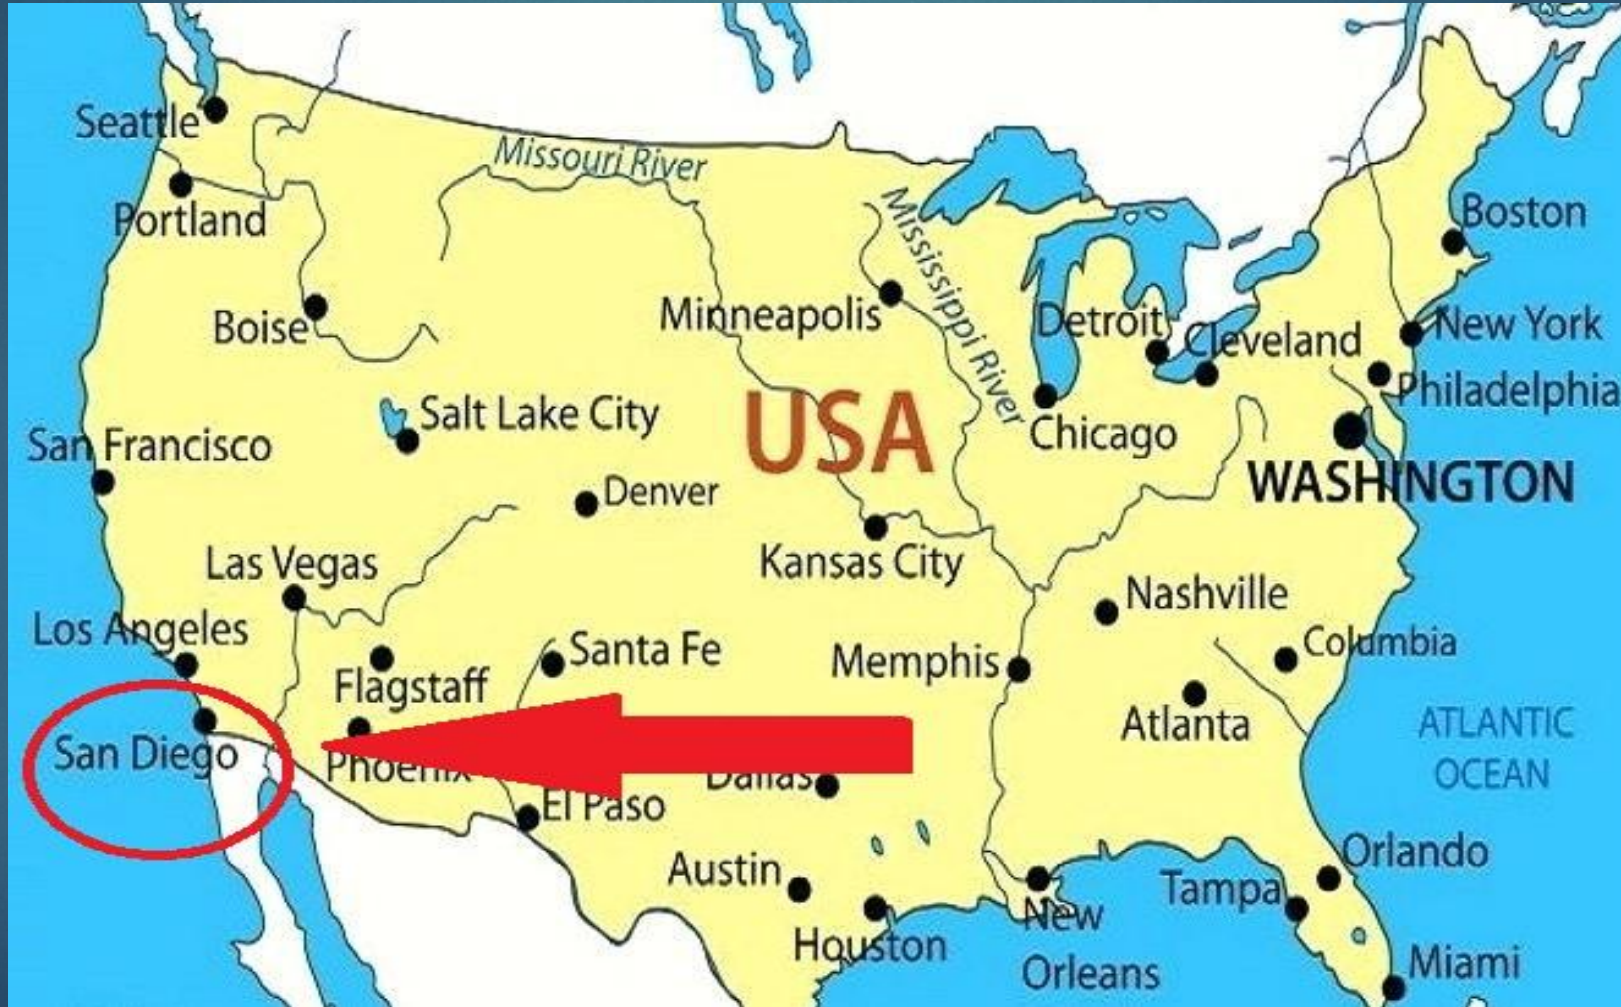 Seattle
Missouri River
Portland
Mississippi River
Boston
Boise
Minneapolis
Detroit
Cleveland
New York
Philadelphia
Salt Lake City
USA
San Francisco
Chicago
WASHINGTON
Denver
Las Vegas
Kansas City
Nashville
Los Angeles
Santa Fe
Memphis
Columbia
Flagstaff
San Diego
Phoenix
Atlanta
ATLANTIC
OCEAN
Dallas
El Paso
Austin
Orlando
Tampa
New
Orleans
Houston
Miami